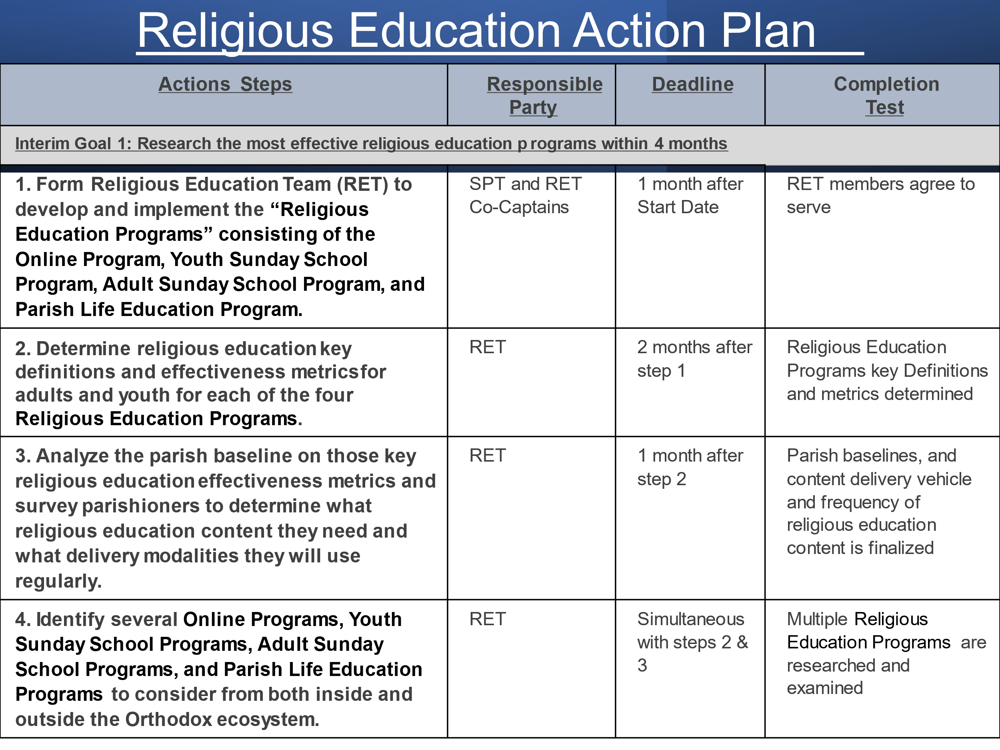 Religious Education Action Plan
Actions Steps
Responsible
Party
Deadline
Completion
Test
Interim Goal 1: Research the most effective religious education p rograms within 4 months
1. Form Religious Education Team (RET) to
develop and implement the “Religious
Education Programs” consisting of the
Online Program, Youth Sunday School
Program, Adult Sunday School Program, and
Parish Life Education Program.
SPT and RET
Co-Captains
1 month after
Start Date
RET members agree to
serve
2. Determine religious education key
definitions and effectiveness metrics for
adults and youth for each of the four
Religious Education Programs.
RET
2 months after
step 1
Religious Education
Programs key Definitions
and metrics determined
3. Analyze the parish baseline on those key
religious education effectiveness metrics and
survey parishioners to determine what
religious education content they need and
what delivery modalities they will use
regularly.
RET
1 month after
step 2
Parish baselines, and
content delivery vehicle
and frequency of
religious education
content is finalized
4. Identify several Online Programs, Youth
Sunday School Programs, Adult Sunday
School Programs, and Parish Life Education
Programs to consider from both inside and
outside the Orthodox ecosystem.
RET
Simultaneous
with steps 2 &
3
Multiple Religious
Education Programs are
researched and
examined